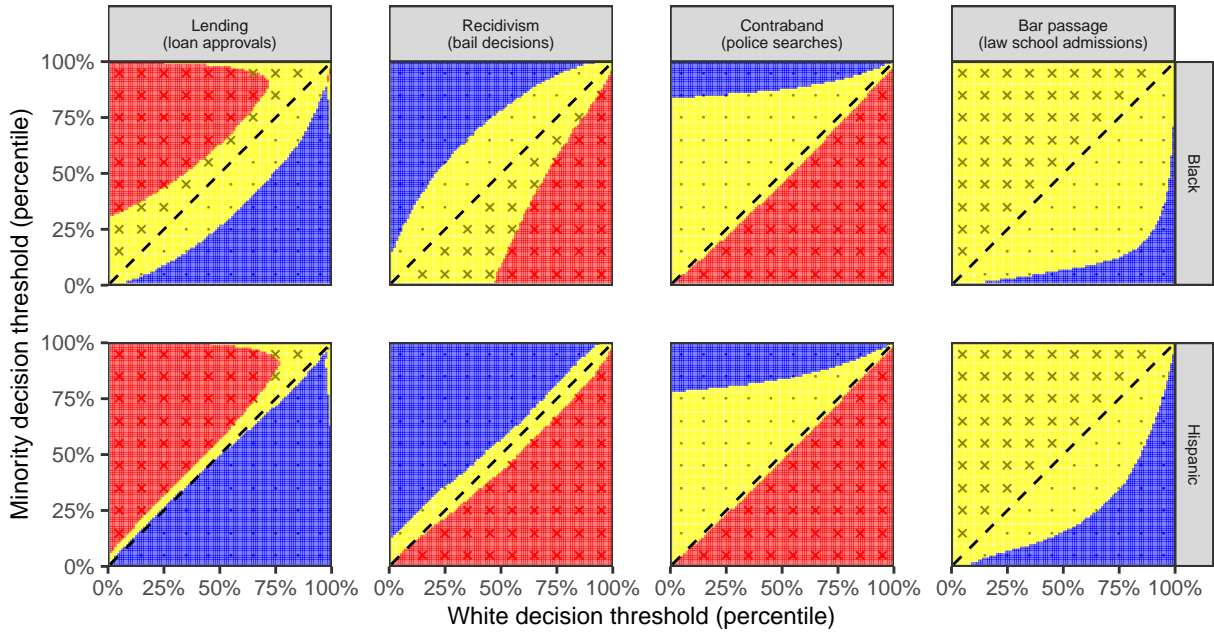 Lending
(loan approvals)
Recidivism
(bail decisions)
Contraband
(police searches)
Bar passage
(law school admissions)
Minority decision threshold (percentile)
100%
75%
50%
25%
0%
Black
100%
75%
50%
25%
0%
Hispanic
0%
25%
50%
75%
100%
0%
25%
50%
75%
100%
0%
25%
50%
75%
100%
0%
25%
50%
75%
100%
White decision threshold (percentile)